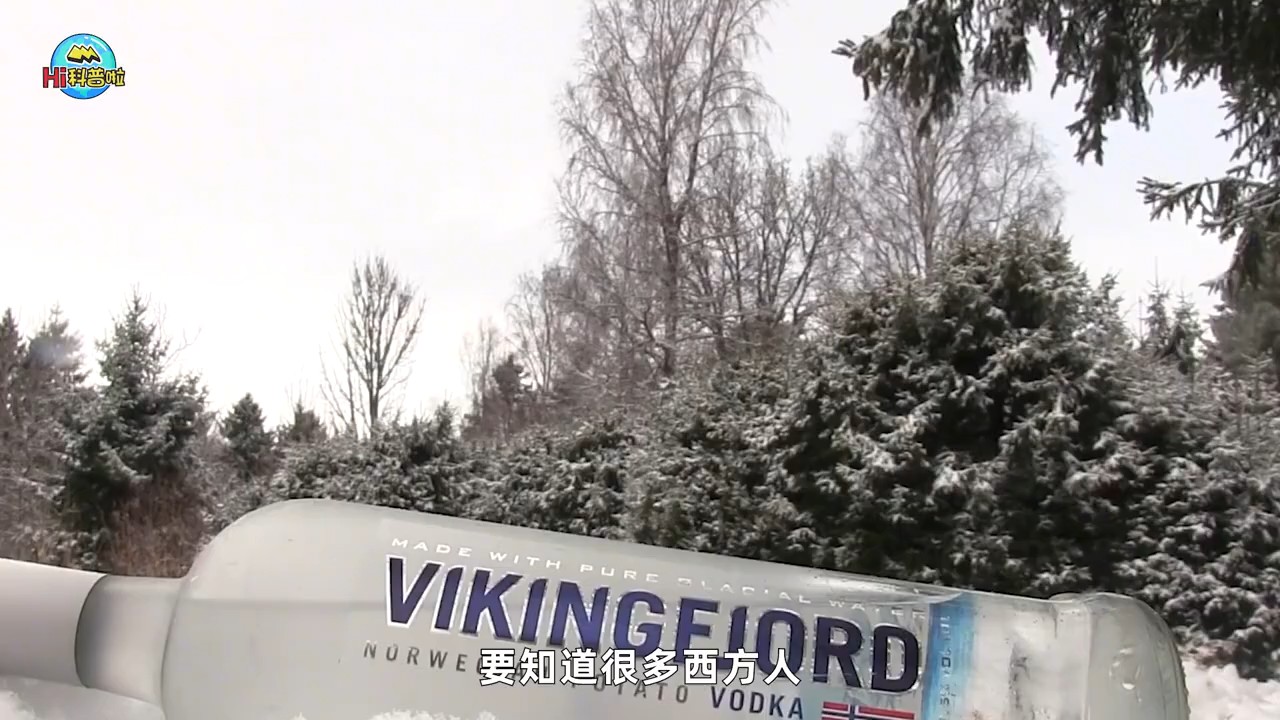 Hi科普啦
MADE WITH PURE GLACIAL WATER
VIKINGFJORD
POTATO VODKA
要知道很多西方人